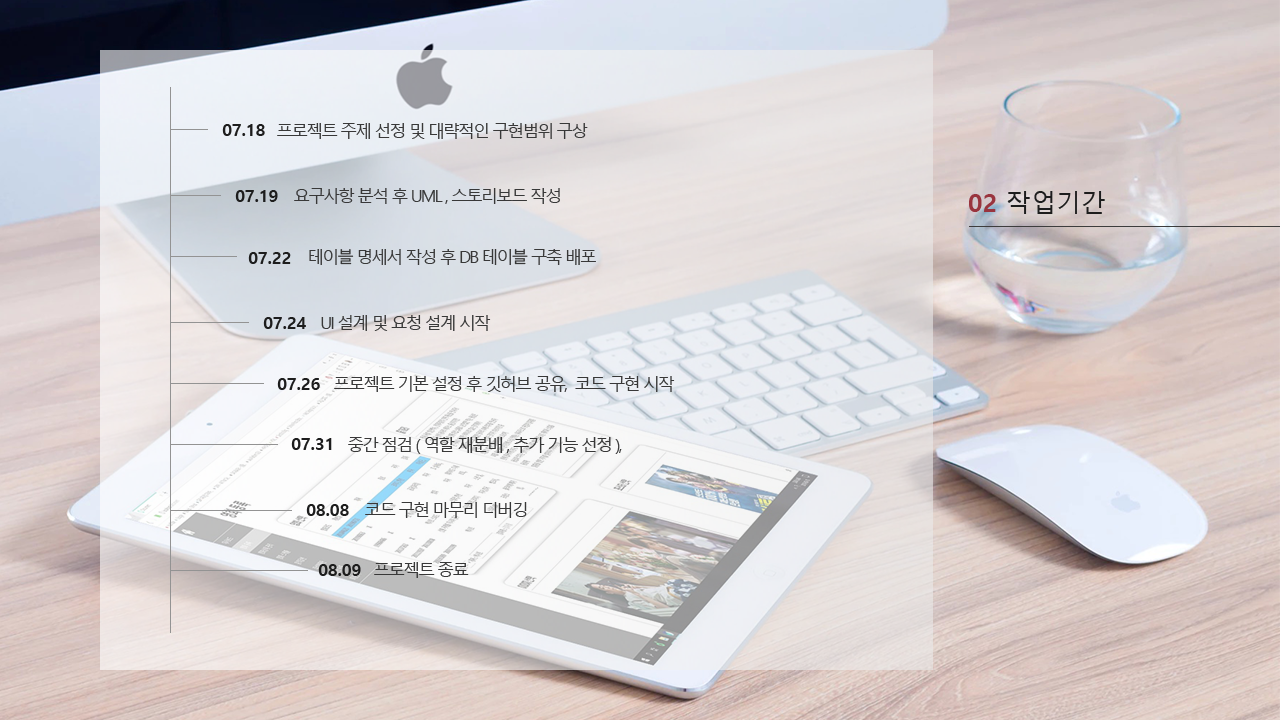 07.18 프로젝트 주제 선정 및 대략적인 구현범위 구상
07.19 요구사항 분석 후 UML , 스토리보드 작성
07.22 테이블 명세서 작성 후 DB 테이블 구축 배포
07.24 UI 설계 및 요청 설계 시작
07.26 프로젝트 기본 설정 후 깃허브 공유, 코드 구현 시작
07.31 중간 점검 ( 역할 재분배 , 추가 기능 선정 ),
08.08 코드 구현 마무리 디버깅
08.09 프로젝트 종료
02 작업기간